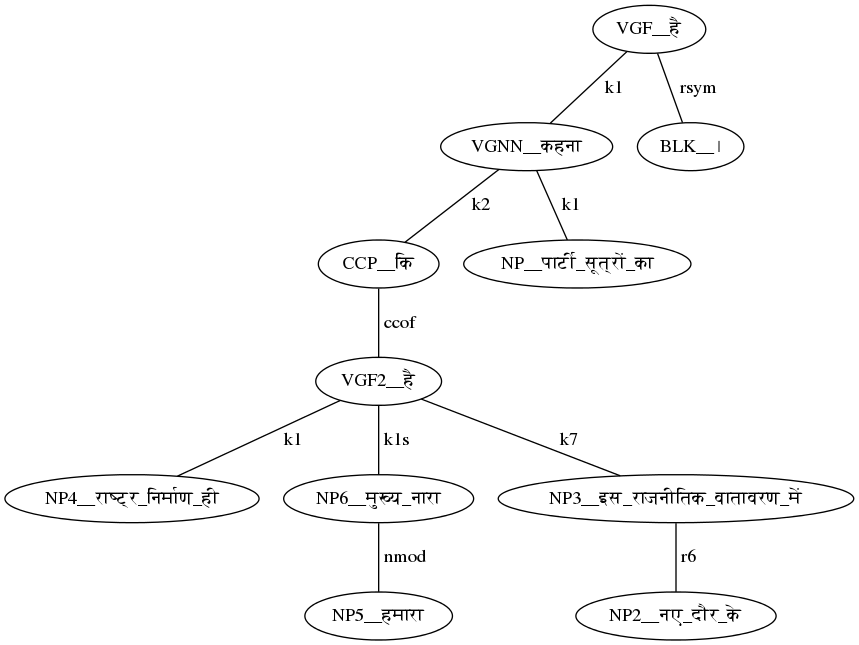 VGF__है
k1 rsym
VGNN__कहना BLK__।
k2 k1
CCP__कि NP__पार्टी_सूत्रों_का
ccof
VGF2__है
k1 k1s k7
NP4__राष्ट्र_निर्माण_ही NP6__मुख्य_नारा NP3__इस_राजनीतिक_वातावरण_में
nmod r6
NP5__हमारा NP2__नए_दौर_के